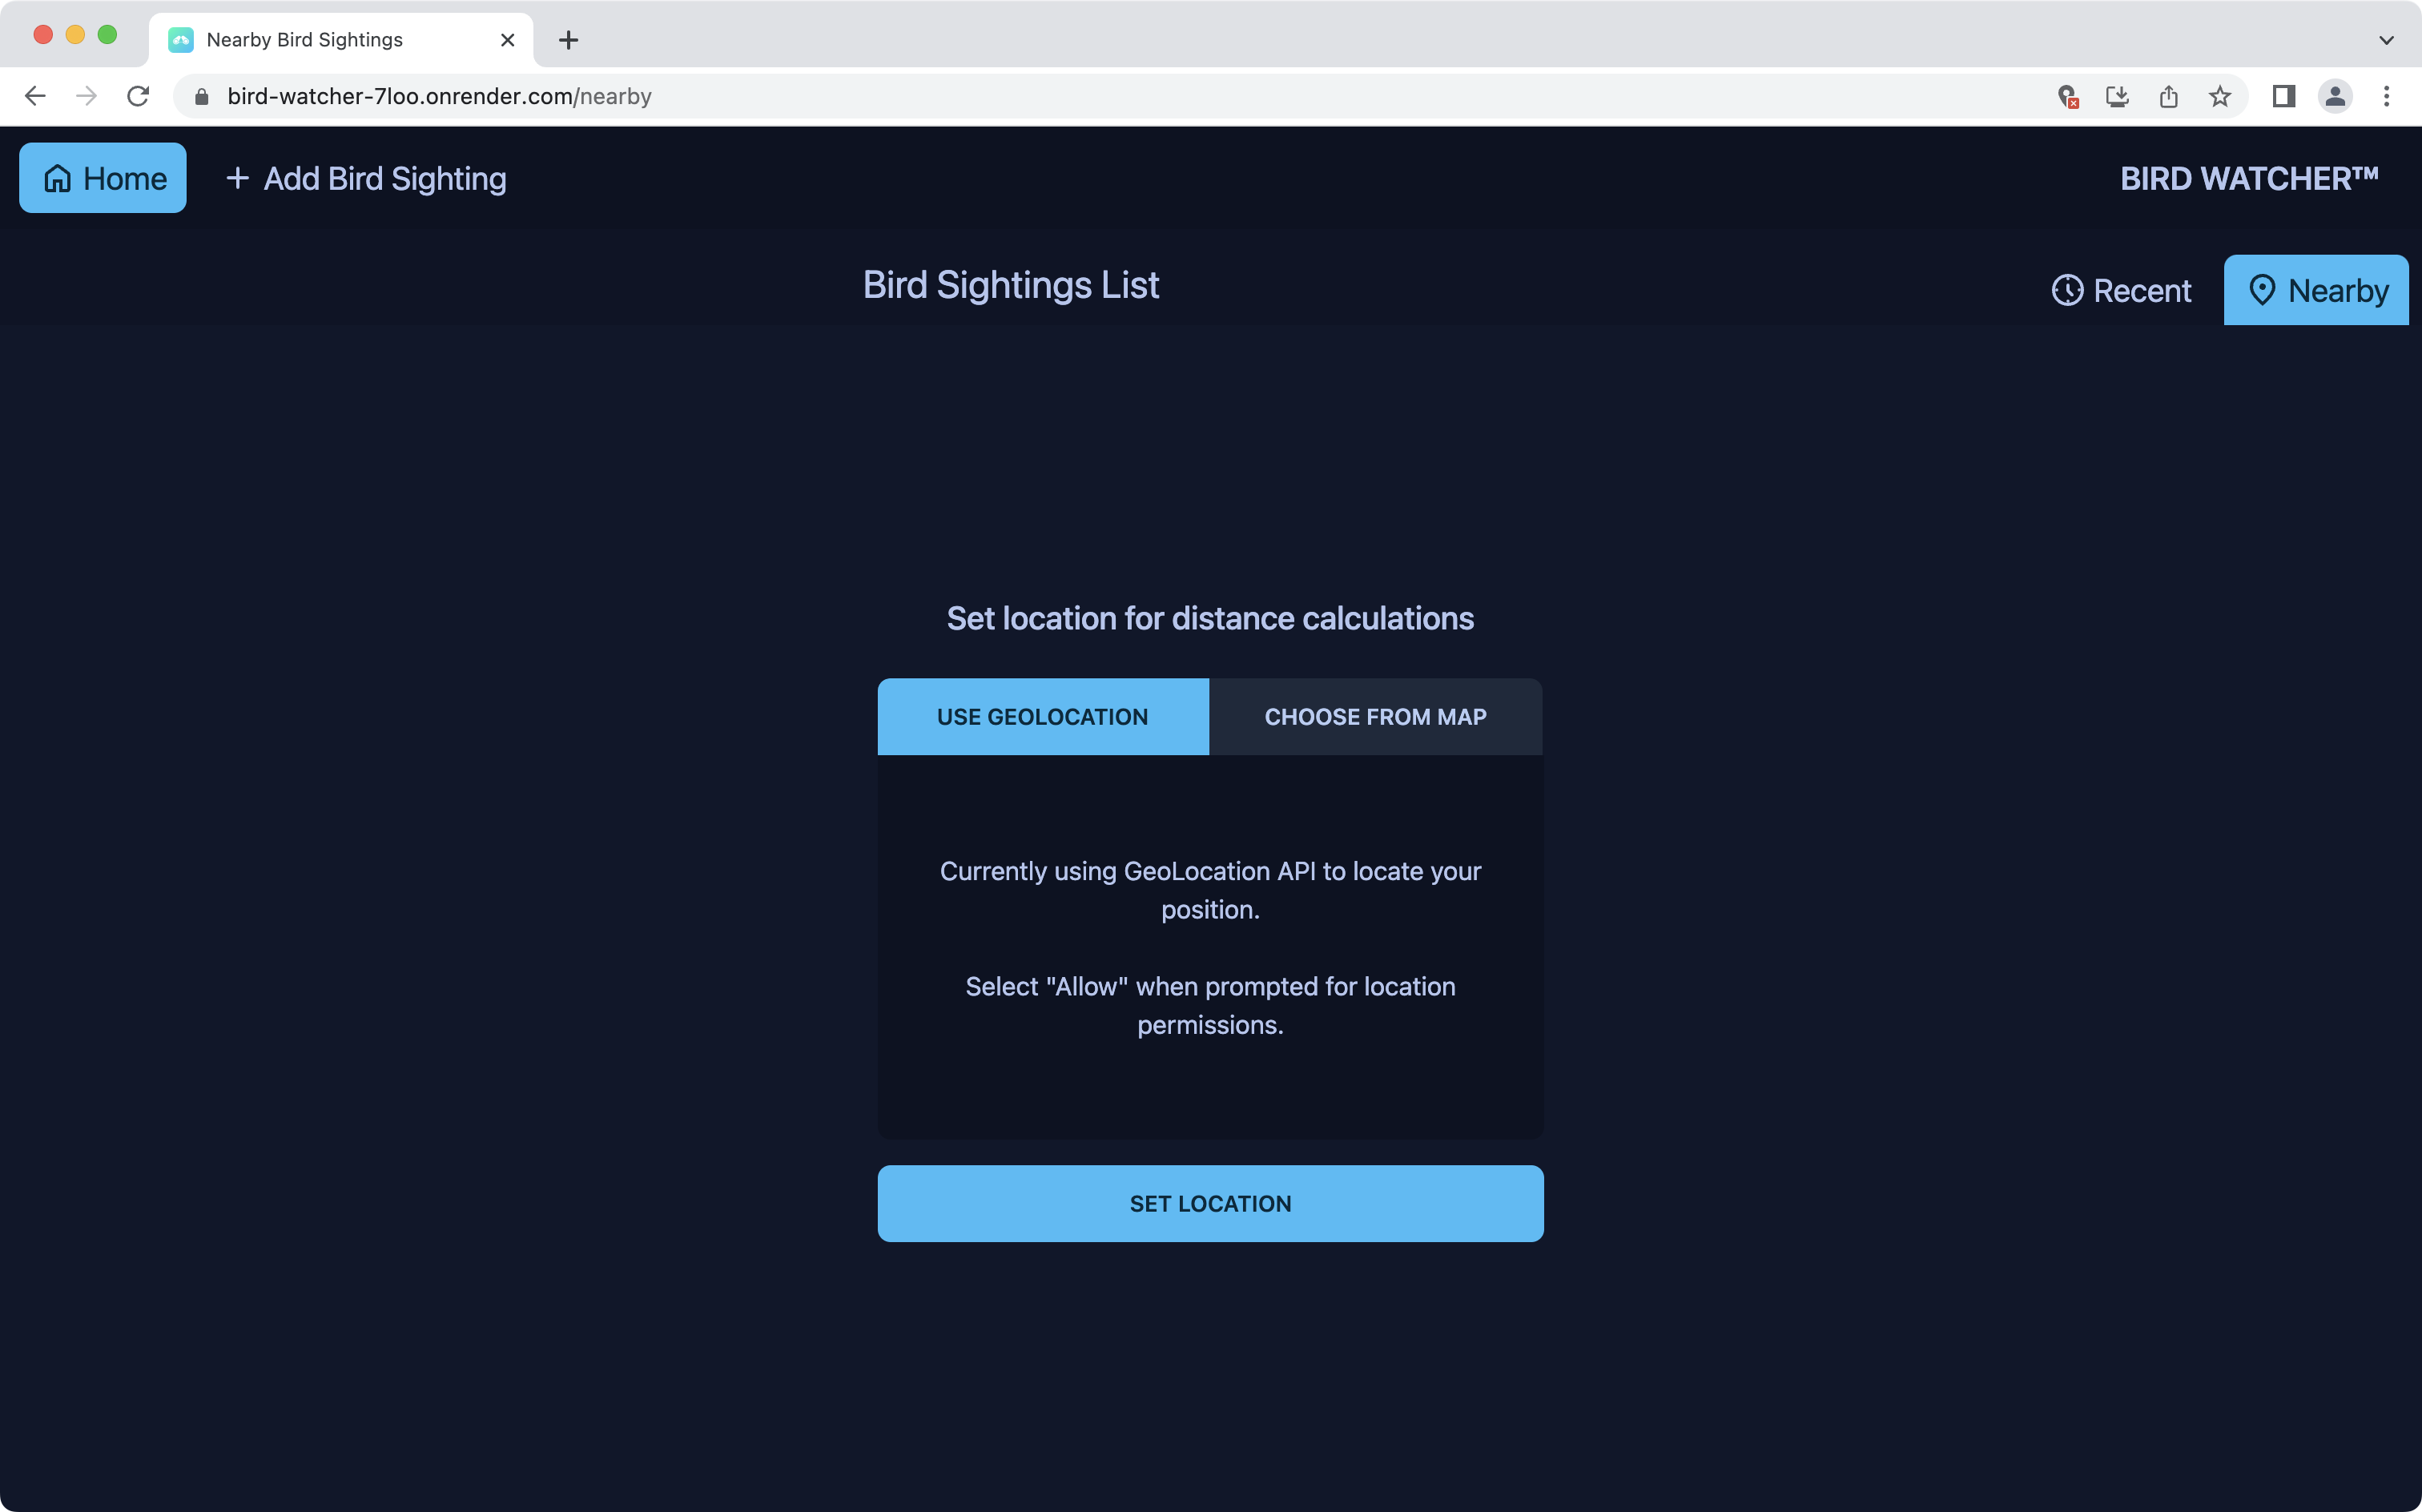 Nearby Bird Sightings
bird-watcher-7loo.onrender.com/nearby
Home
Add Bird Sighting
BIRD WATCHER™
Bird Sightings List
Recent
Nearby
Set location for distance calculations
USE GEOLOCATION
CHOOSE FROM MAP
Currently using GeoLocation API to locate your
position.
Select "Allow" when prompted for location
permissions.
SET LOCATION